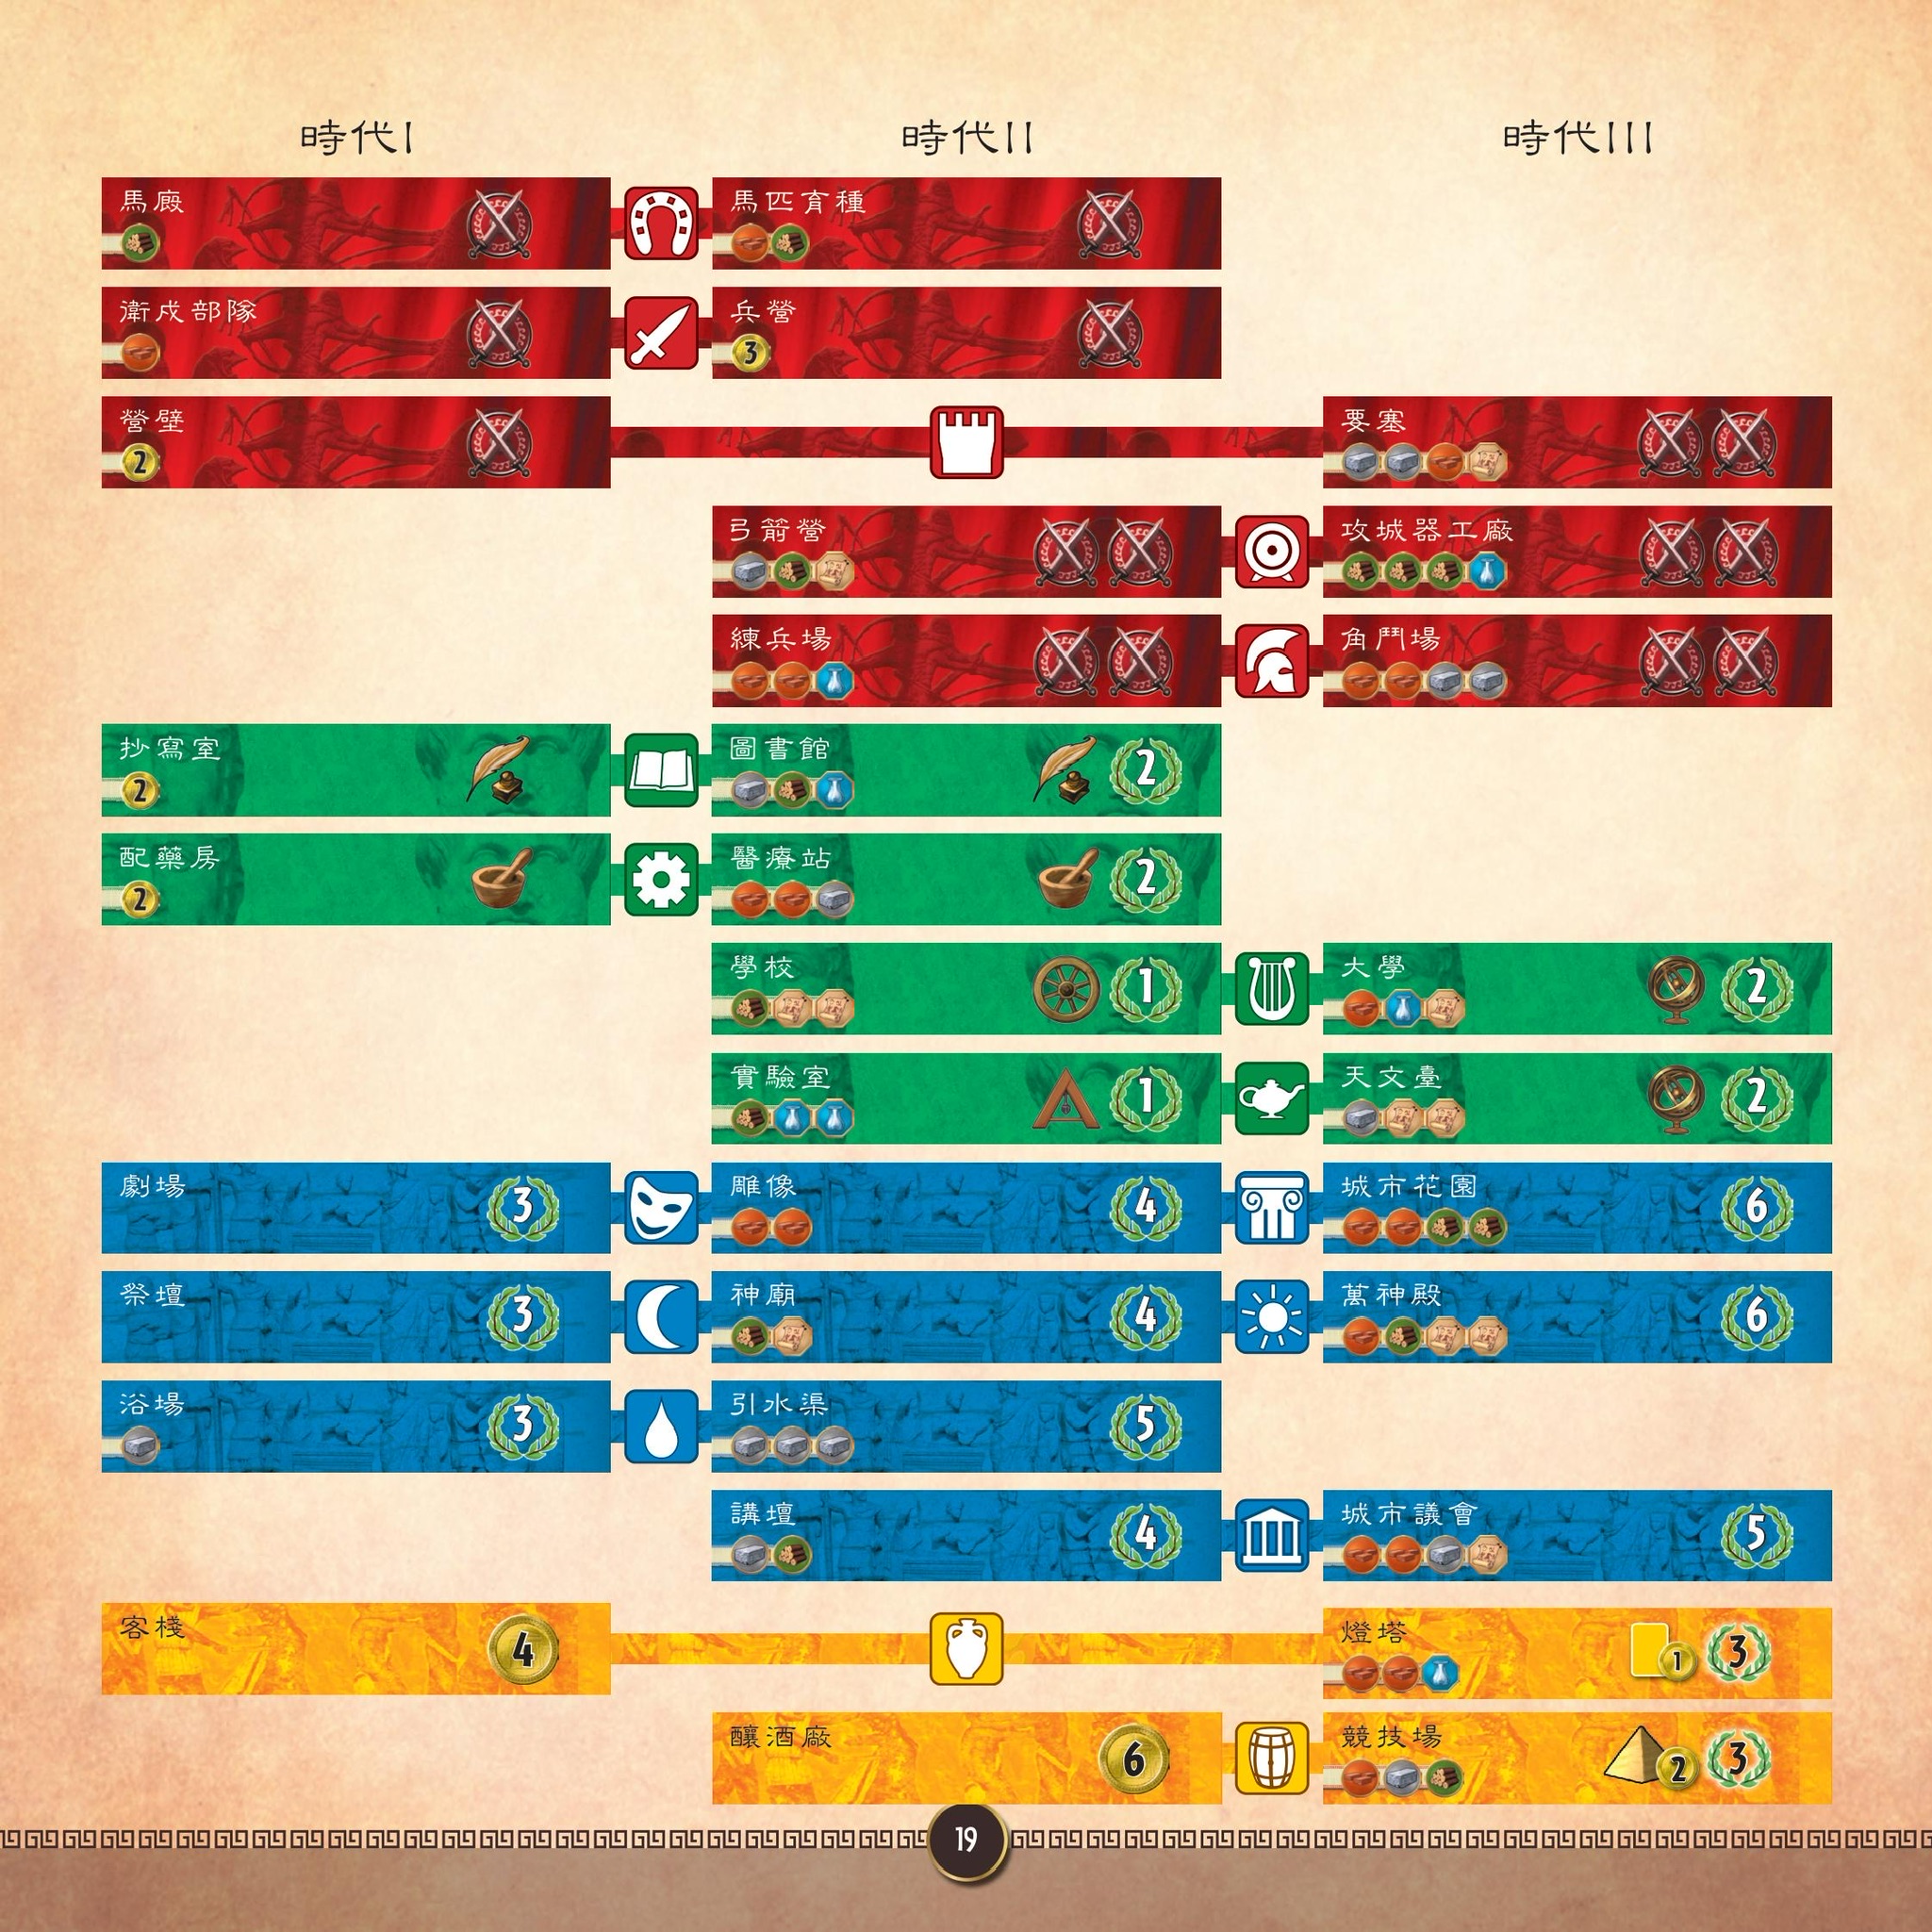 時代I 時代II 時代III
馬廄 馬匹育種
衛戍部隊 兵營
3
營壁 要塞
2
弓箭營 攻城器工廠
練兵場 角鬥場
抄寫室 圖書館
2 2
配藥房 醫療站
2 2
學校 1 大學 2
實驗室 1 天文臺 2
劇場 3 雕像 4 城市花園 6
祭壇 3 神廟 4 萬神殿 6
浴場 3 引水渠 5
講壇 4 城市議會 5
客棧 4 燈塔 1 3
釀酒廠 6 競技場 2 3
19